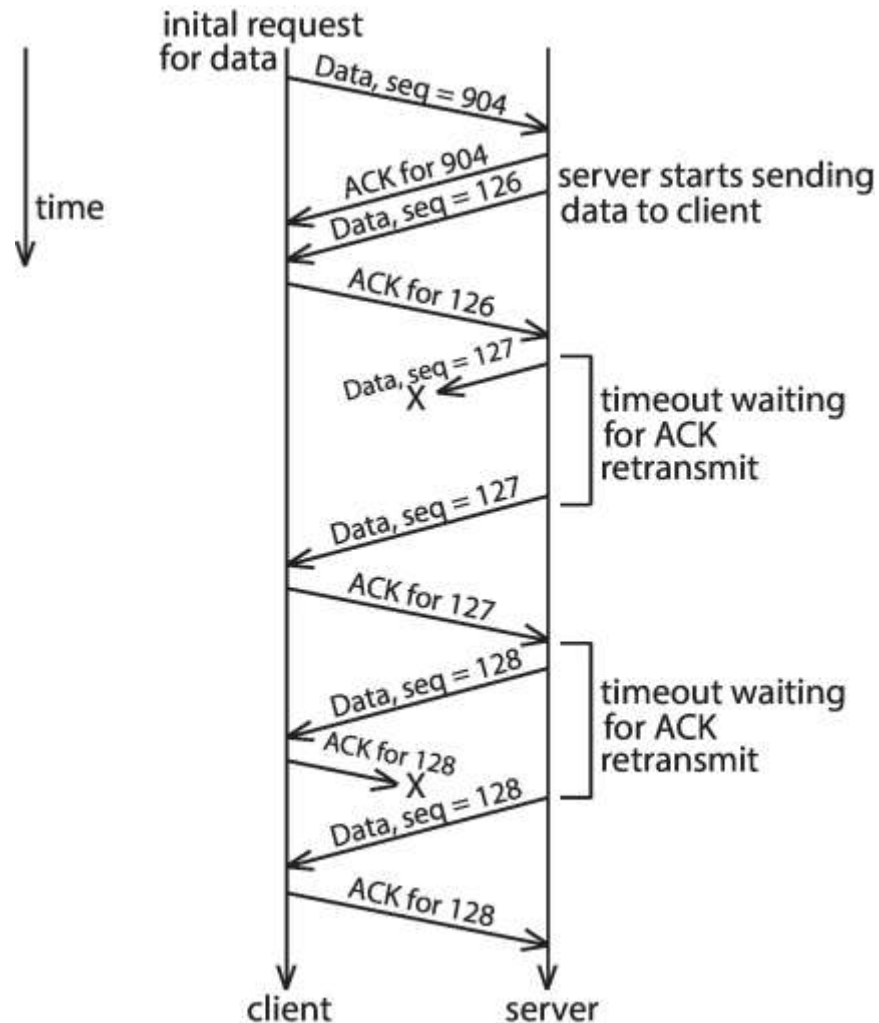 inital request
for data
Data, seq = 904
ACK for 904
server starts sending
data to client
time
Data, seq = 126
ACK for 126
Data, seq = 127
X
timeout waiting
for ACK
retransmit
Data, seq = 127
ACK for 127
Data, seq = 128
timeout waiting
for ACK
retransmit
ACK for 128
X
Data, seq = 128
ACK for 128
client
server